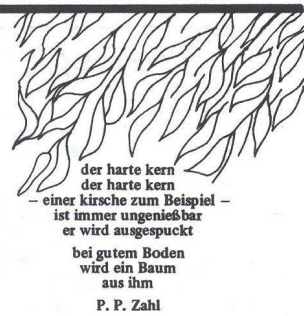 der harte kern
der harte kern
– einer kirsche zum Beispiel –
ist immer ungenießbar
er wird ausgespuckt
bei gutem Boden
wird ein Baum
aus ihm
P. P. Zahl